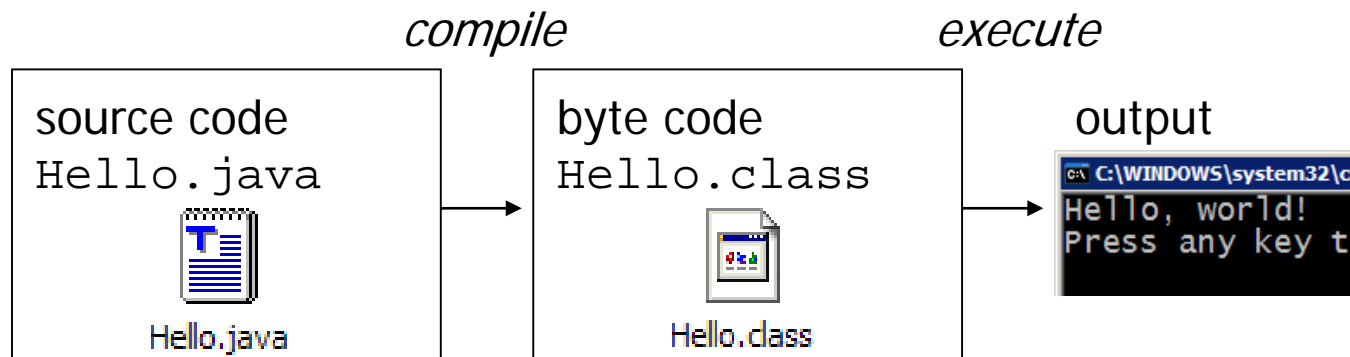 compile
execute
source code
Hello.java
Hello.java
byte code
Hello.class
Hello.class
output
C:\WINDOWS\system32\c
Hello, world!
Press any key t